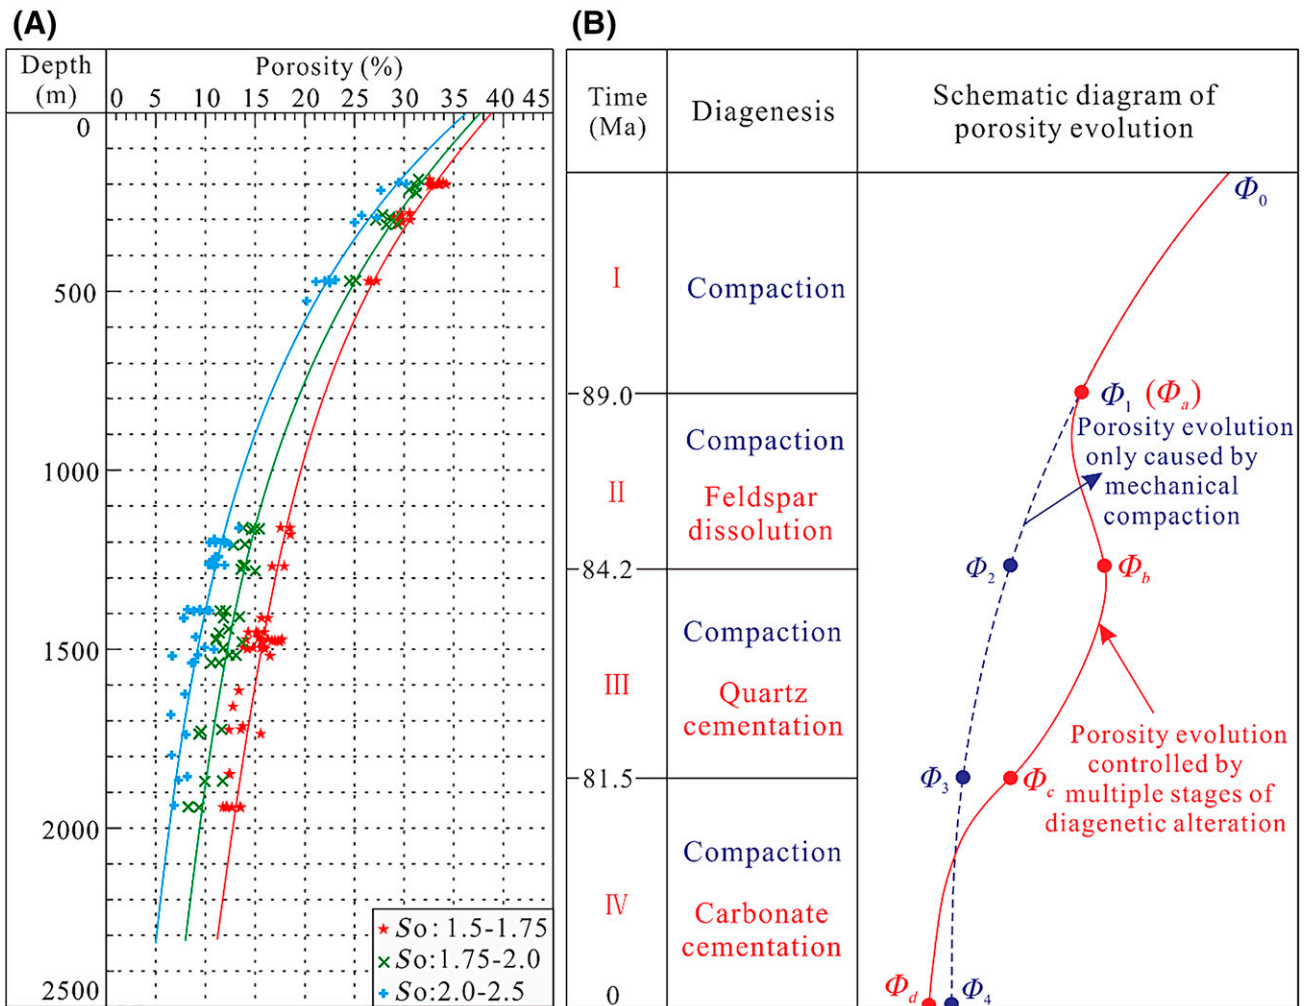 (A)
Depth
(m)
Porosity (%)
0 5 10 15 20 25 30 35 40 45
0
500
1000
1500
2000
2500
So: 1.5-1.75
So:1.75-2.0
So:2.0-2.5
(B)
Time
(Ma)
Diagenesis
Schematic diagram of
porosity evolution
I
Compaction
Φ0
89.0
Φ1 (Φa)
II
Compaction
Feldspar
dissolution
Porosity evolution
only caused by
mechanical
compaction
84.2
Φ2
Φb
III
Compaction
Quartz
cementation
Porosity evolution
controlled by
multiple stages of
diagenetic alteration
81.5
Φ3
Φc
IV
Compaction
Carbonate
cementation
0
Φd
Φ4